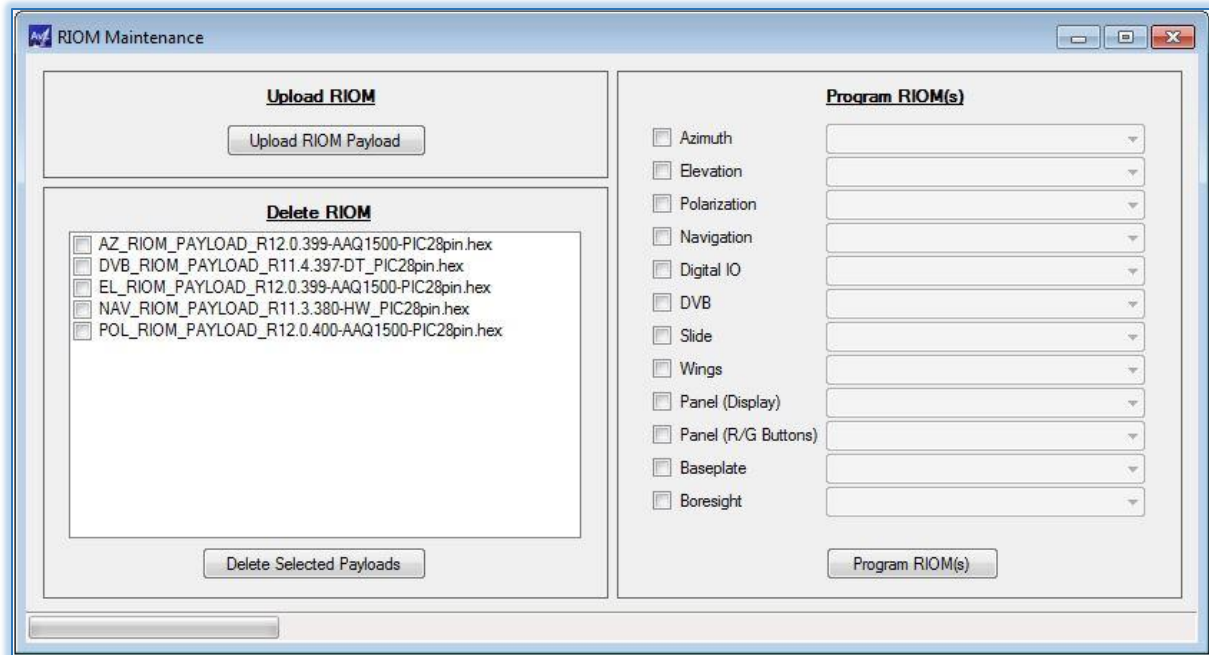 RIOM Maintenance
Upload RIOM
Upload RIOM Payload
Delete RIOM
AZ_RIOM_PAYLOAD_R12.0.399-AAQ1500-PIC28pin.hex
DVB_RIOM_PAYLOAD_R11.4.397-DT_PIC28pin.hex
EL_RIOM_PAYLOAD_R12.0.399-AAQ1500-PIC28pin.hex
NAV_RIOM_PAYLOAD_R11.3.380-HW_PIC28pin.hex
POL_RIOM_PAYLOAD_R12.0.400-AAQ1500-PIC28pin.hex
Delete Selected Payloads
Program RIOM(s)
Azimuth
Elevation
Polarization
Navigation
Digital IO
DVB
Slide
Wings
Panel (Display)
Panel (R/G Buttons)
Baseplate
Boresight
Program RIOM(s)